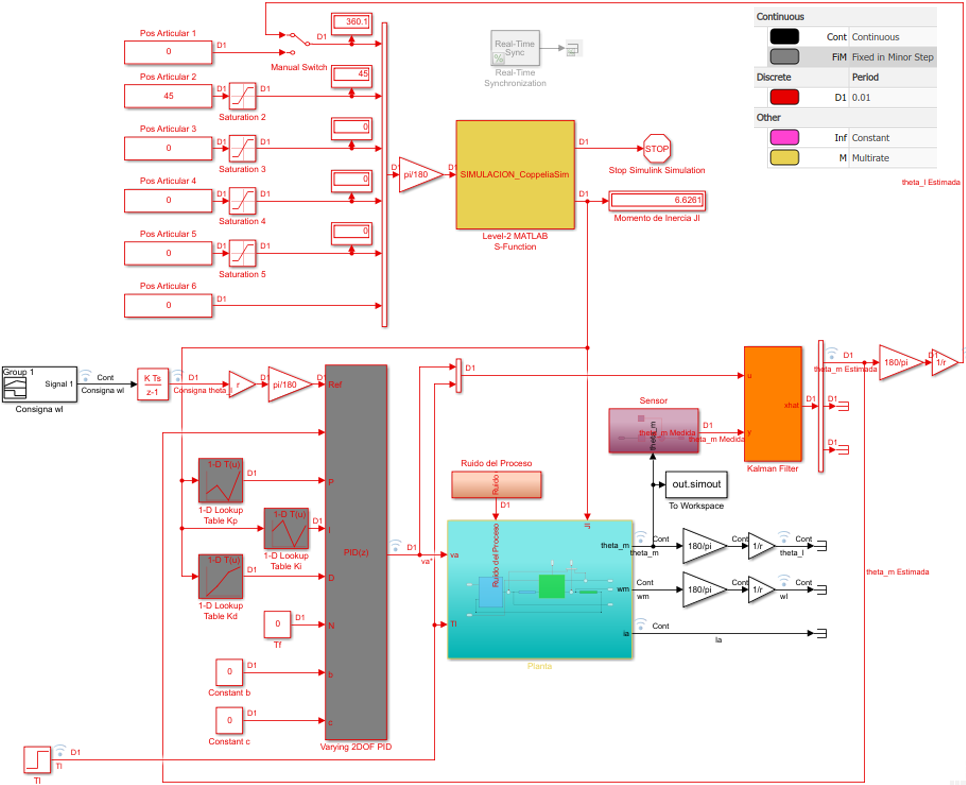 Pos Articular 1
0
D1
360.1
D1
Manual Switch
Pos Articular 2
45
D1
D1
45
Saturation 2
Pos Articular 3
0
D1
D1
0
Saturation 3
Pos Articular 4
0
D1
D1
0
Saturation 4
Pos Articular 5
0
D1
D1
0
Saturation 5
Pos Articular 6
0
D1
D1
pi/180
D1
SIMULACION_CoppeliaSim
Level-2 MATLAB
S-Function
D1
STOP
Stop Simulink Simulation
D1
6.6261
Momento de Inercia Jl
Real-Time
Sync
Real-Time
Synchronization
Continuous
Cont Continuous
FiM Fixed in Minor Step
Discrete Period
D1 0.01
Other
Inf Constant
M Multirate
theta_l Estimada
Group 1
Signal 1
Consigna wl
Cont
Consigna wl
K Ts
z-1
D1
Consigna theta_l
r
D1
pi/180
D1
Ref
P
I
D
N
b
c
PID(z)
Varying 2DOF PID
1-D T(u)
D1
1-D Lookup
Table Kp
1-D T(u)
D1
1-D Lookup
Table Ki
1-D T(u)
D1
1-D Lookup
Table Kd
0
D1
Tf
0
D1
Constant b
0
D1
Constant c
D1
Tl
Tl
D1
va*
D1
Ruido del Proceso
Ruido
D1
Sensor
theta_m Medida
theta_m
D1
theta_m Medida
u
y
xhat
Kalman Filter
D1
D1
D1
D1
theta_m Estimada
180/pi
D1
1/r
out.simout
To Workspace
va
Tl
Ruido del Proceso
Jl
theta_m
wm
ia
Planta
Cont
theta_m
180/pi
Cont
1/r
Cont
theta_l
Cont
wm
180/pi
Cont
1/r
Cont
wl
Cont
Ia
theta_m Estimada